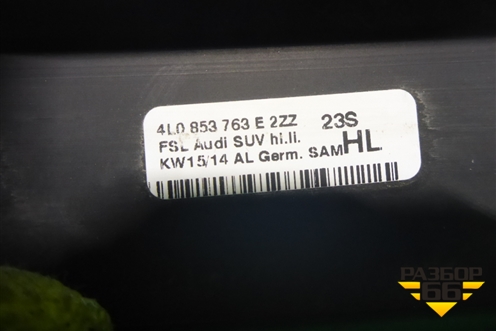 4L0 853 763 E 2ZZ 23S
FSL Audi SUV hi.li.
KW15/14 AL Germ. SAM HL
РАЗБОР
66